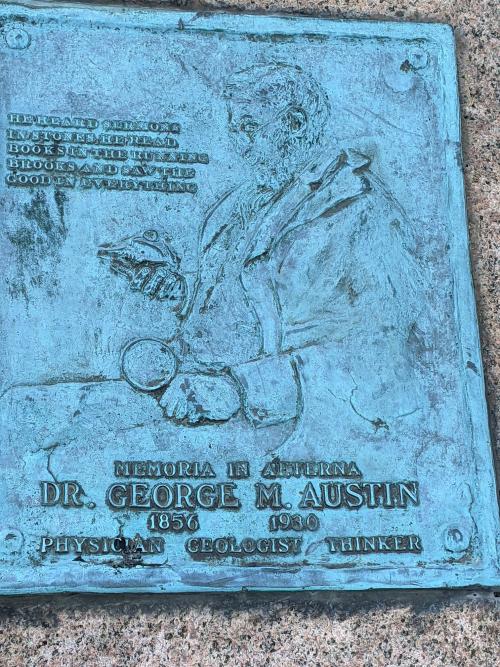 HE HEARD SERMONS
IN STONES, HE READ
BOOKS IN THE RUNNING
BROOKS AND SAW THE
GOOD IN EVERYTHING
MEMORIA IN AETERNA
DR. GEORGE M. AUSTIN
1856 1930
PHYSICIAN GEOLOGIST THINKER